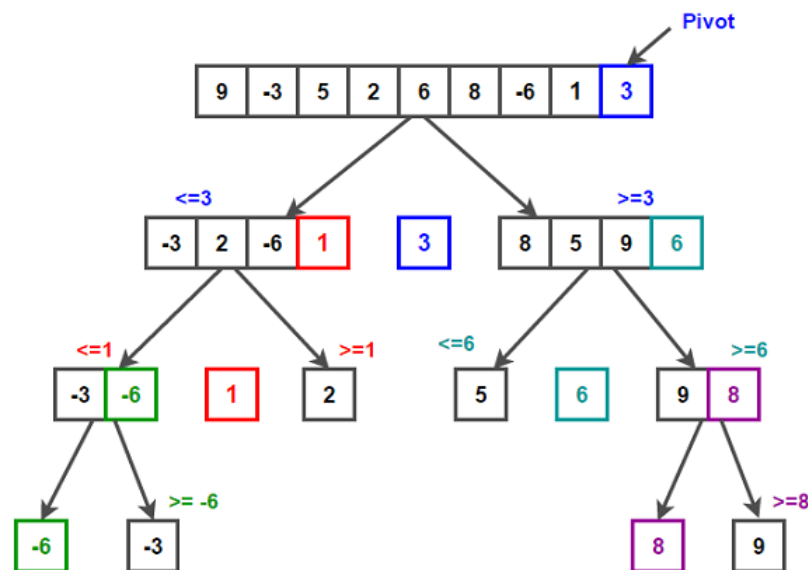 Pivot
9 -3 5 2 6 8 -6 1 3
<=3 >=3
-3 2 -6 1 3 8 5 9 6
<=1 >=1 <=6 >=6
-3 -6 1 2 5 6 9 8
>= -6 >=8
-6 -3 8 9